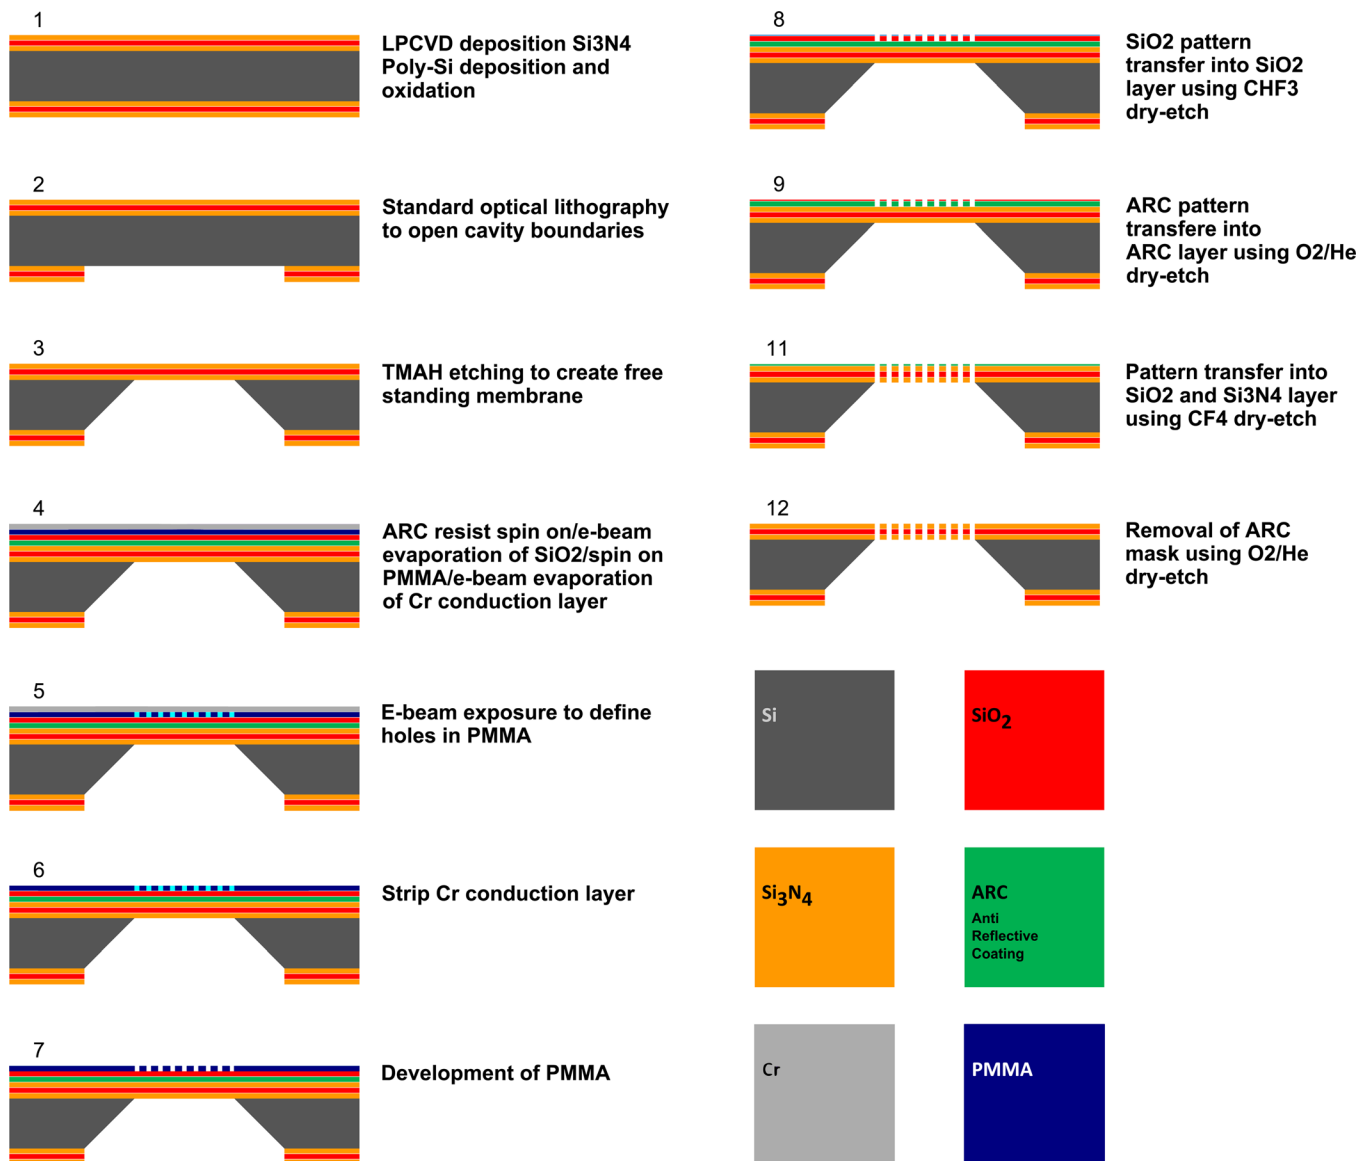 1
LPCVD deposition Si3N4
Poly-Si deposition and
oxidation
2
Standard optical lithography
to open cavity boundaries
3
TMAH etching to create free
standing membrane
4
ARC resist spin on/e-beam
evaporation of SiO2/spin on
PMMA/e-beam evaporation
of Cr conduction layer
5
E-beam exposure to define
holes in PMMA
6
Strip Cr conduction layer
7
Development of PMMA
8
SiO2 pattern
transfer into SiO2
layer using CHF3
dry-etch
9
ARC pattern
transfere into
ARC layer using O2/He
dry-etch
11
Pattern transfer into
SiO2 and Si3N4 layer
using CF4 dry-etch
12
Removal of ARC
mask using O2/He
dry-etch
Si
SiO2
Si3N4
ARC
Anti
Reflective
Coating
Cr
PMMA